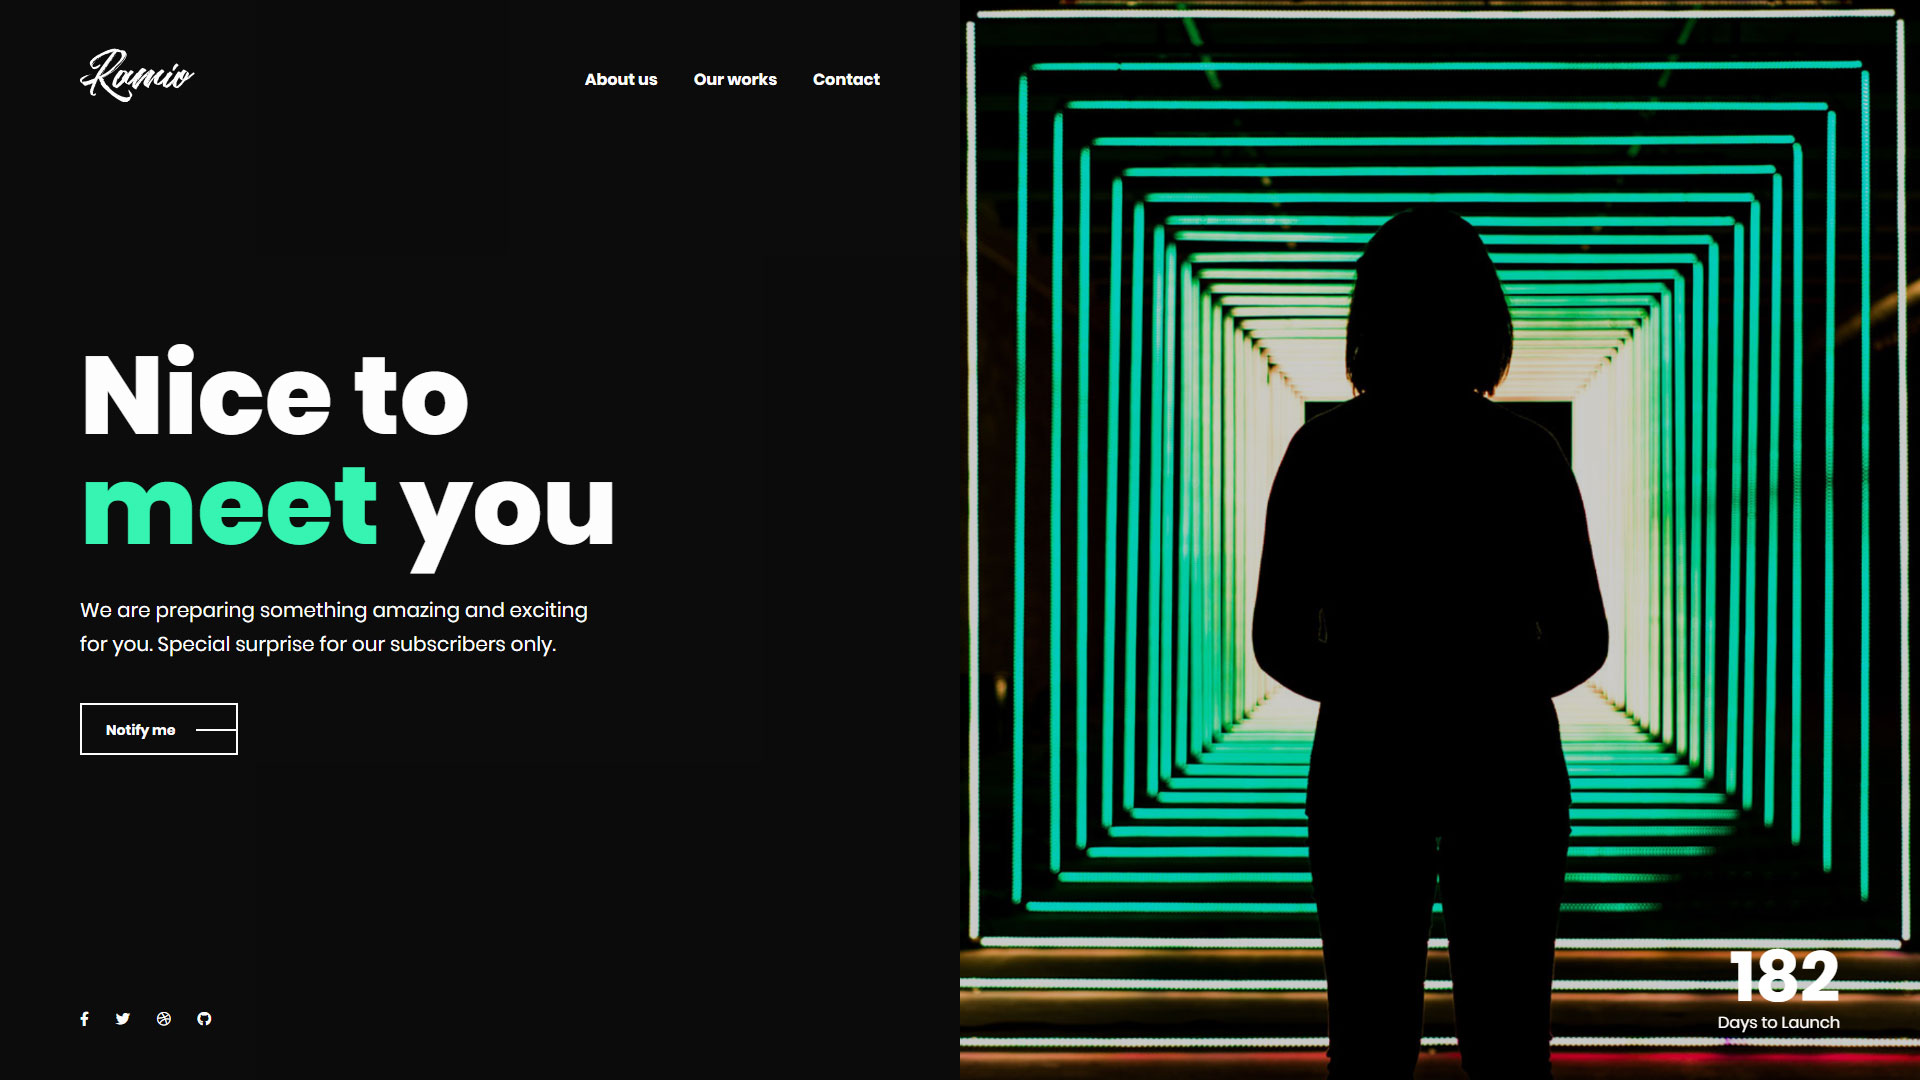 Ramio
About us Our works Contact
Nice to
meet you
We are preparing something amazing and exciting
for you. Special surprise for our subscribers only.
Notify me
182
Days to Launch